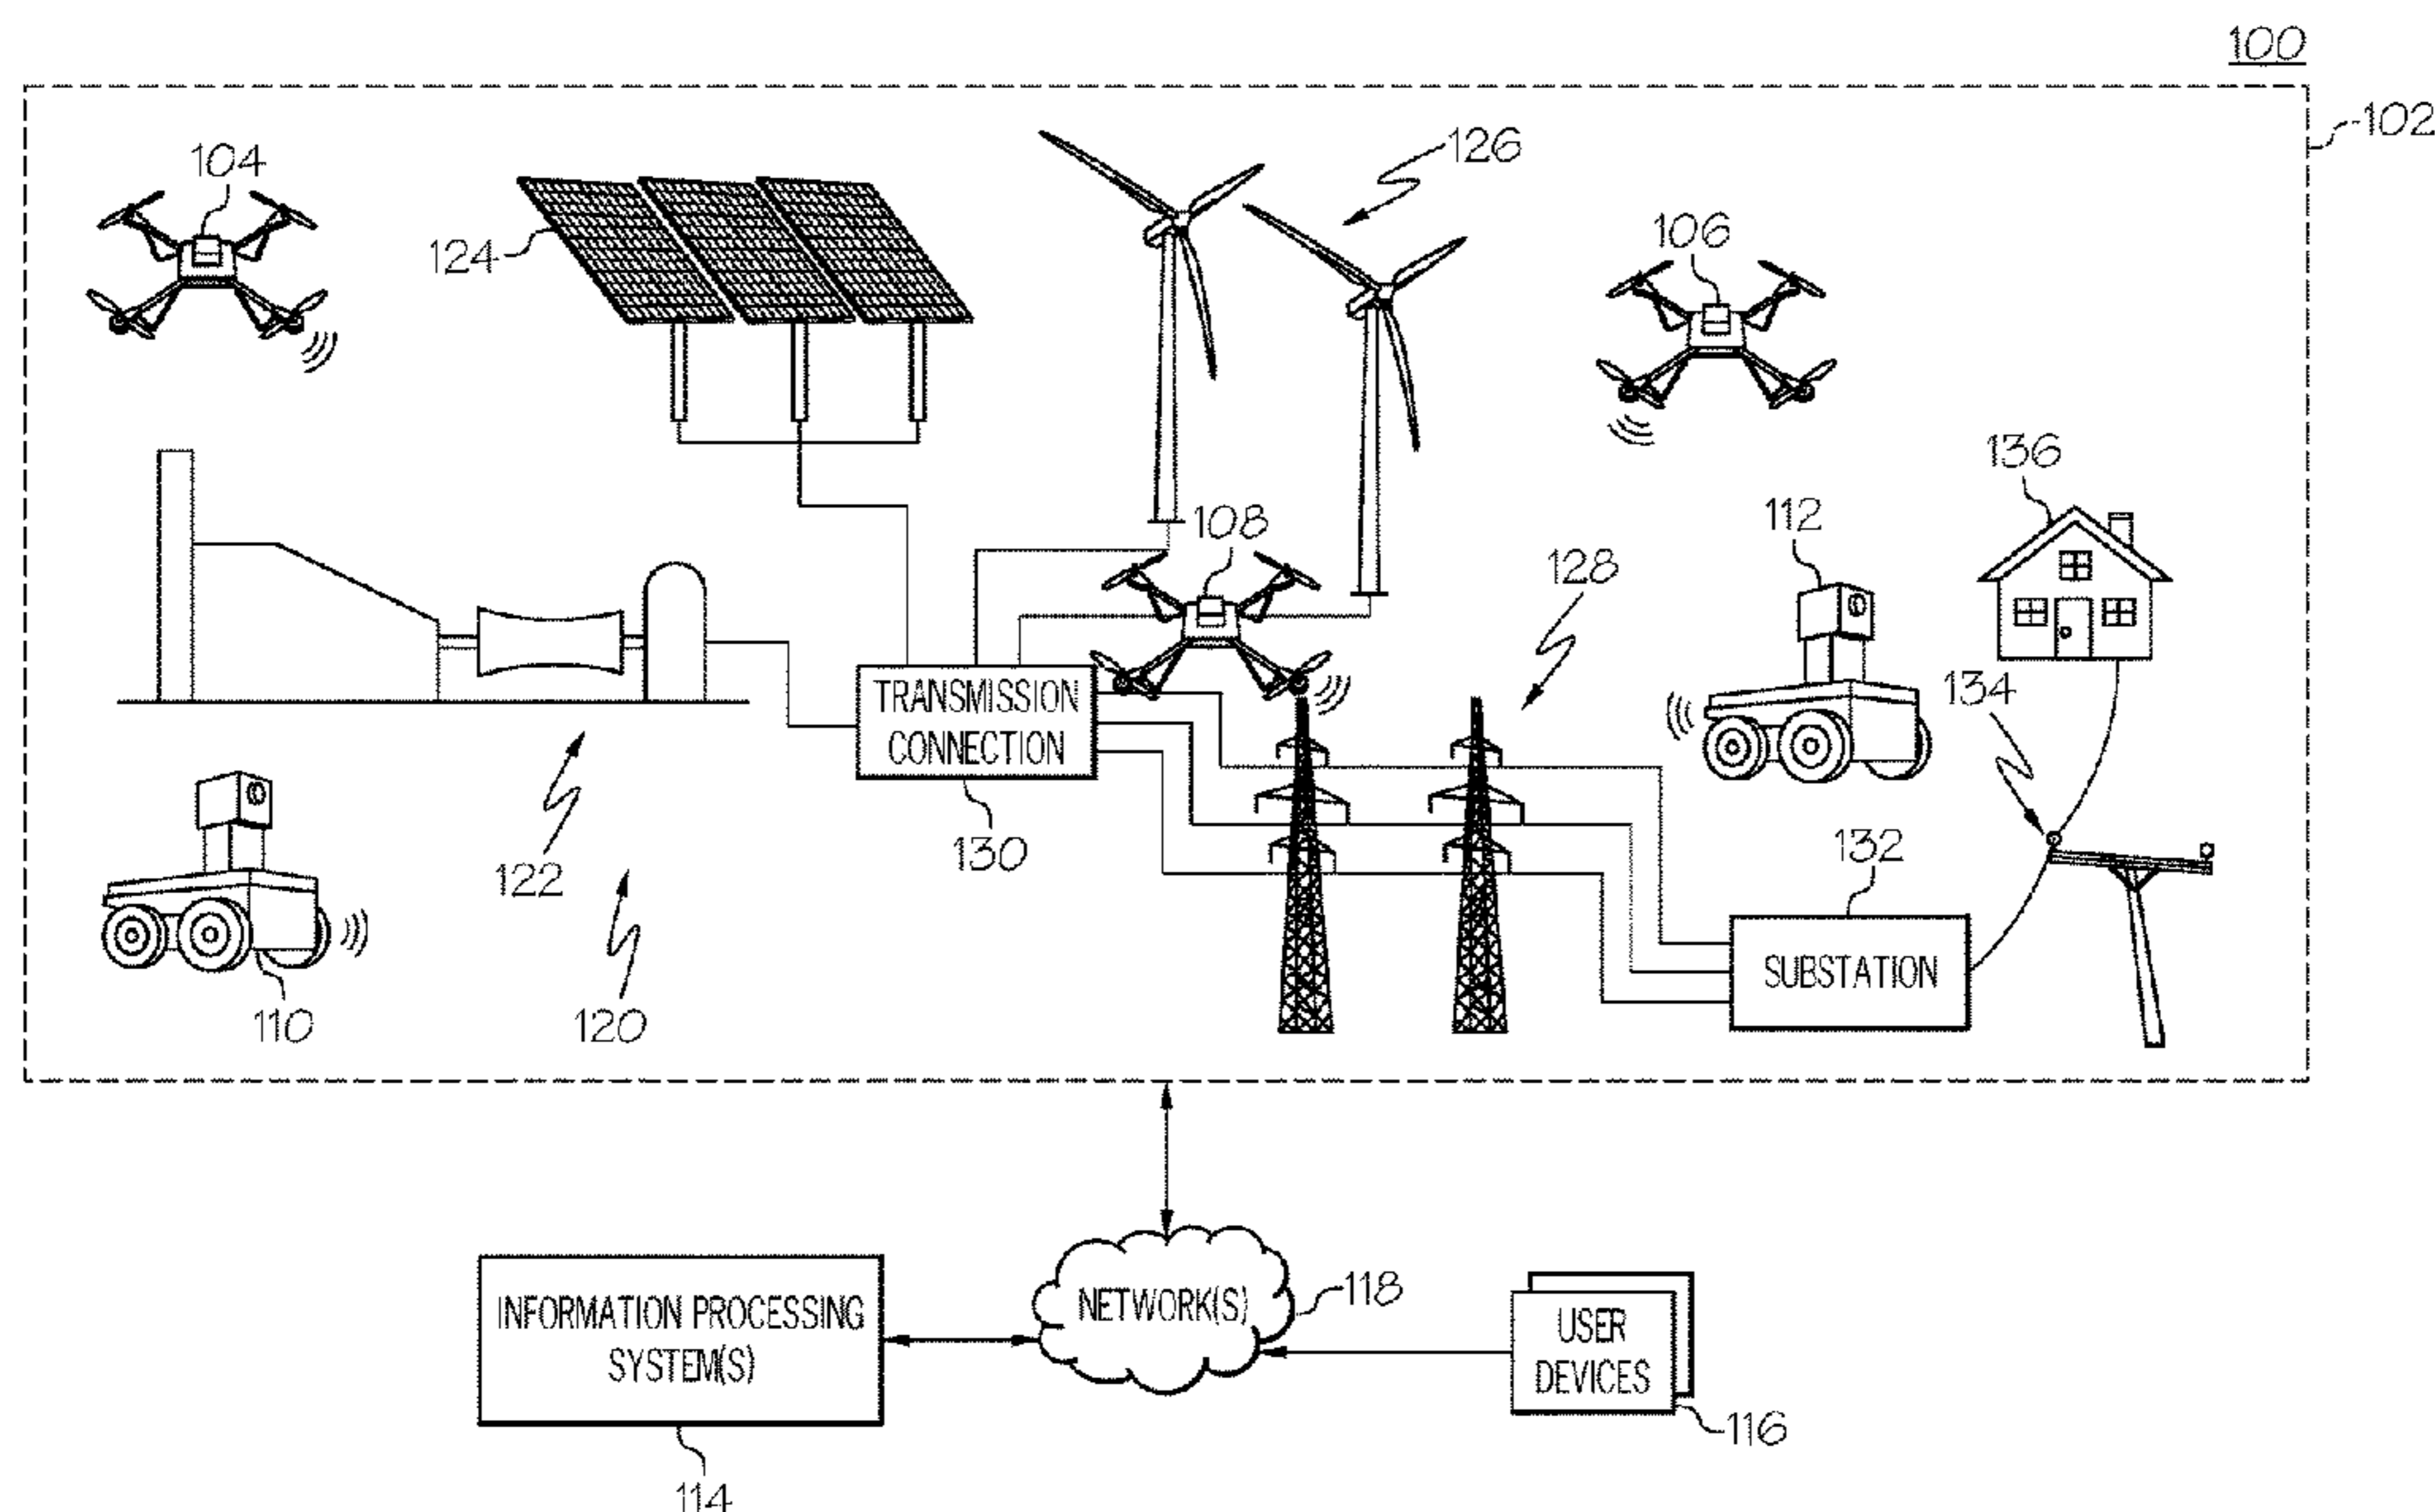 100
102
104
126
124
106
136
112
108
128
134
TRANSMISSION
CONNECTION
122
130
132
SUBSTATION
110
120
NETWORK(S)
118
INFORMATION PROCESSING
SYSTEM(S)
USER
DEVICES
116
114